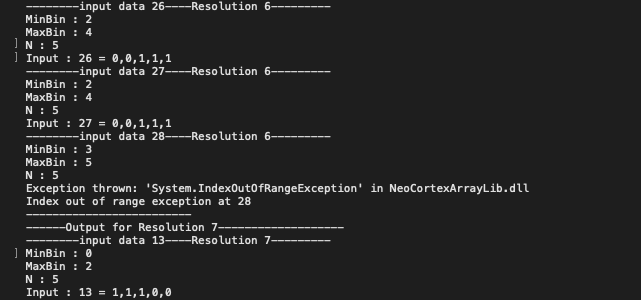 --------input data 26----Resolution 6---------
MinBin : 2
MaxBin : 4
] N : 5
] Input : 26 = 0,0,1,1,1
--------input data 27----Resolution 6---------
MinBin : 2
MaxBin : 4
N : 5
Input : 27 = 0,0,1,1,1
--------input data 28----Resolution 6---------
MinBin : 3
MaxBin : 5
N : 5
Exception thrown: 'System.IndexOutOfRangeException' in NeoCortexArrayLib.dll
Index out of range exception at 28
-------------------------
------Output for Resolution 7-------------------
--------input data 13----Resolution 7---------
] MinBin : 0
MaxBin : 2
N : 5
Input : 13 = 1,1,1,0,0